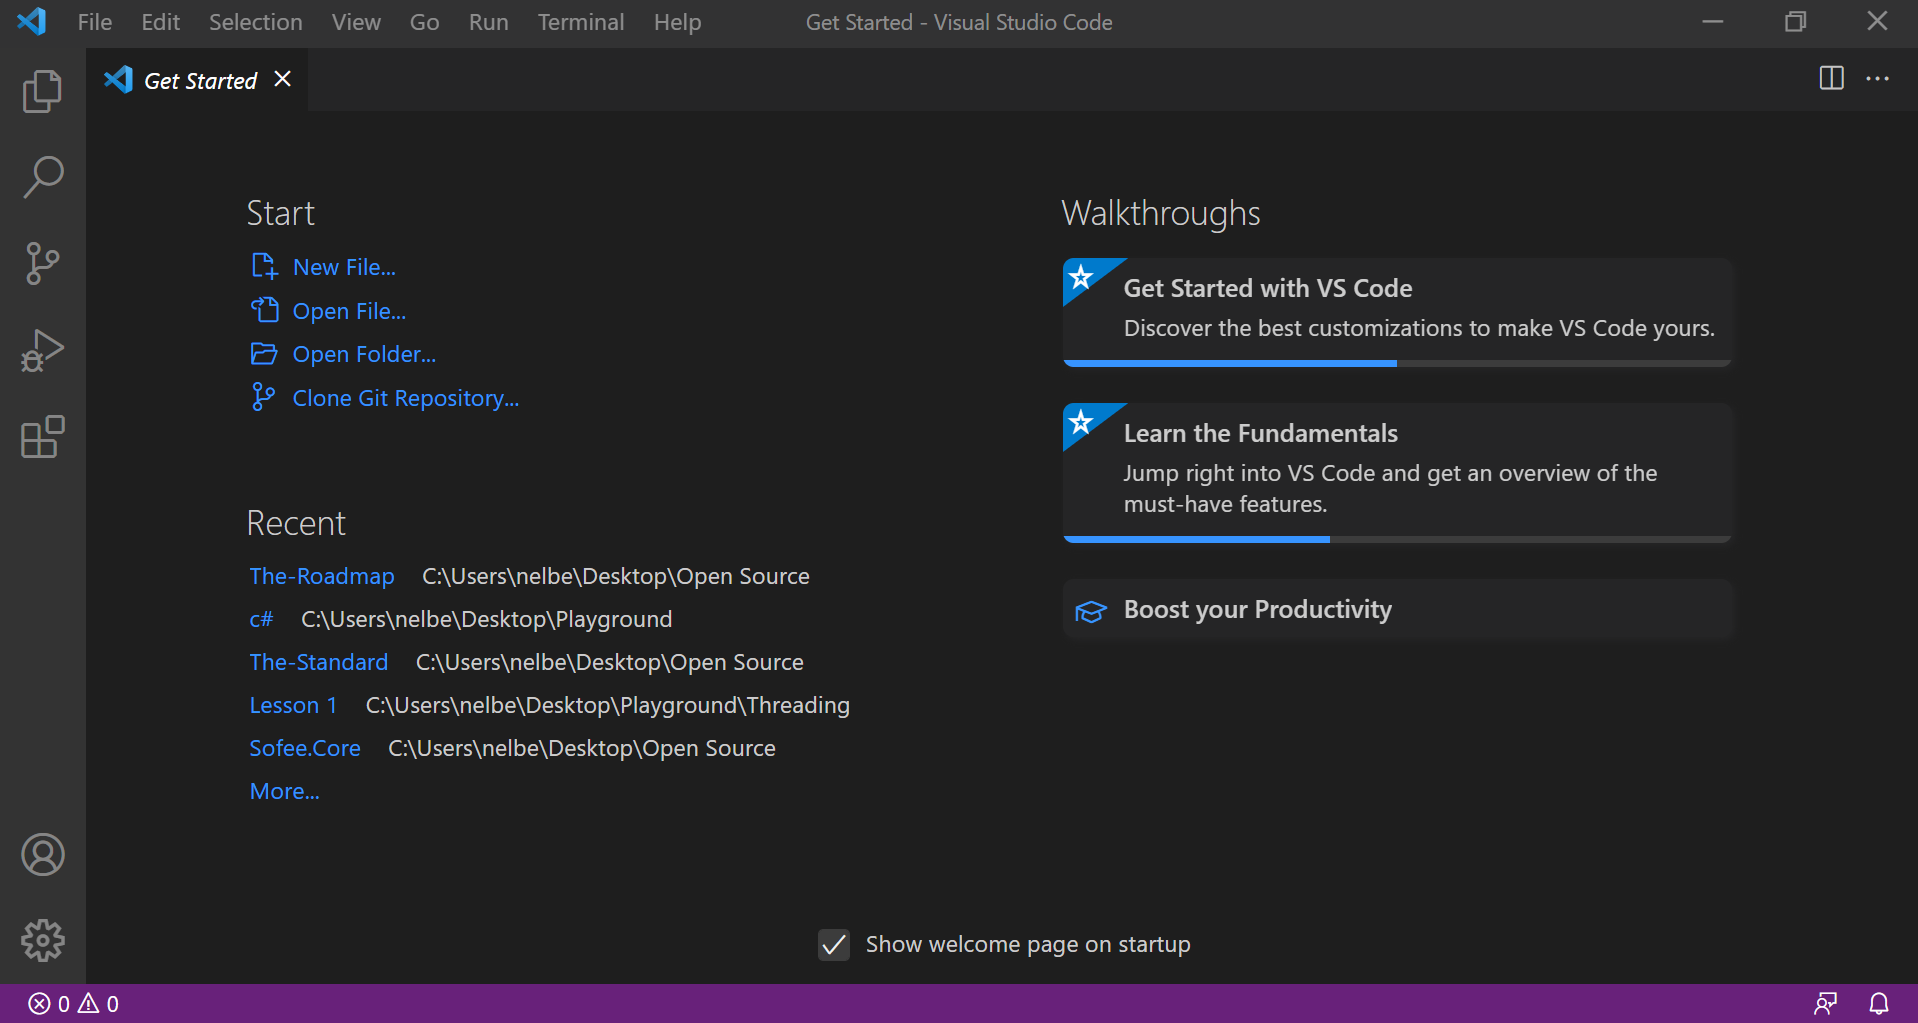 File Edit Selection View Go Run Terminal Help Get Started - Visual Studio Code
Get Started
Start
New File...
Open File...
Open Folder...
Clone Git Repository...
Recent
The-Roadmap C:\Users\nelbe\Desktop\Open Source
c# C:\Users\nelbe\Desktop\Playground
The-Standard C:\Users\nelbe\Desktop\Open Source
Lesson 1 C:\Users\nelbe\Desktop\Playground\Threading
Sofee.Core C:\Users\nelbe\Desktop\Open Source
More...
Walkthroughs
Get Started with VS Code
Discover the best customizations to make VS Code yours.
Learn the Fundamentals
Jump right into VS Code and get an overview of the
must-have features.
Boost your Productivity
Show welcome page on startup
0 0